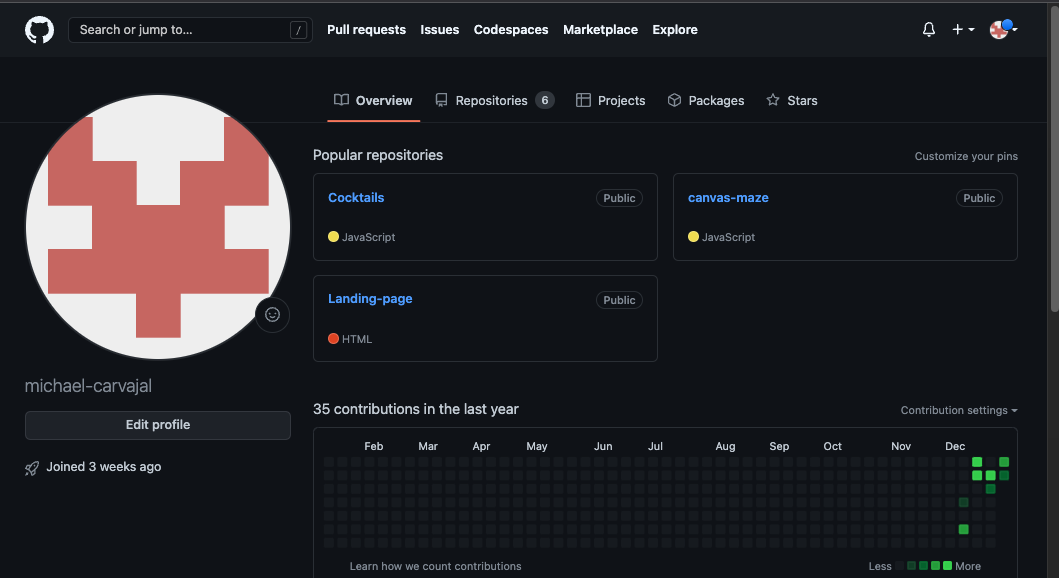 Search or jump to... /
Pull requests Issues Codespaces Marketplace Explore
Overview Repositories 6 Projects Packages Stars
michael-carvajal
Edit profile
Joined 3 weeks ago
Popular repositories Customize your pins
Cocktails Public
JavaScript
canvas-maze Public
JavaScript
Landing-page Public
HTML
35 contributions in the last year Contribution settings
Feb Mar Apr May Jun Jul Aug Sep Oct Nov Dec
Learn how we count contributions Less More